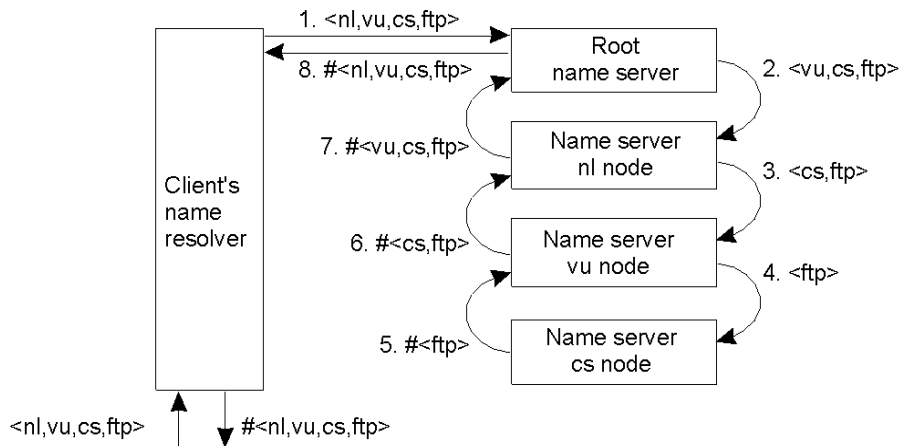 1. <nl,vu,cs,ftp>
8. #<nl,vu,cs,ftp>
Root
name server
2. <vu,cs,ftp>
7. #<vu,cs,ftp>
Name server
nl node
3. <cs,ftp>
Client's
name
resolver
6. #<cs,ftp>
Name server
vu node
4. <ftp>
5. #<ftp>
Name server
cs node
<nl,vu,cs,ftp>
#<nl,vu,cs,ftp>